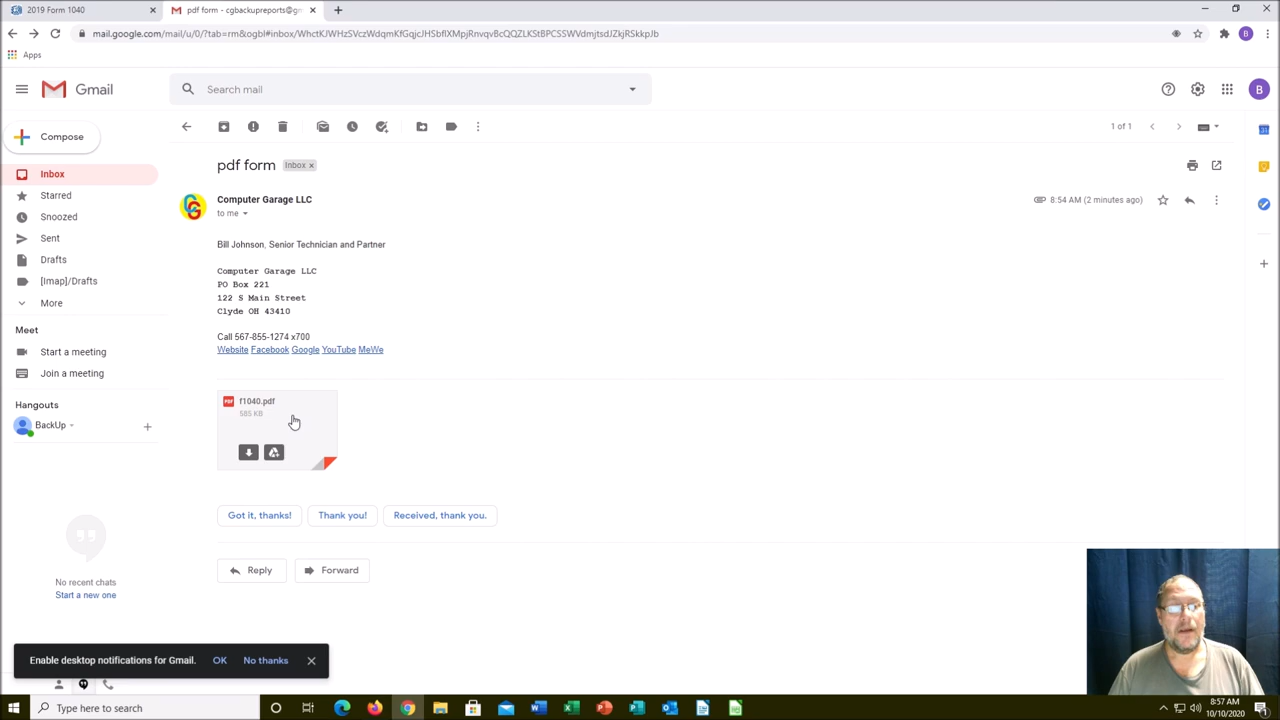 2019 Form 1040
pdf form - cgbackupreports@gm
mail.google.com/mail/u/0/?tab=rm&ogbl#inbox/WhctKJWHzSVczWdqmKfGqjcJHSbflXMpjRnvqvBcQQZLKStBPCSSWVdmjtsdJZkjRSkkpJb
B
Apps
Gmail
Search mail
B
Compose
1 of 1
Inbox
pdf form
Inbox x
Starred
Computer Garage LLC
8:54 AM (2 minutes ago)
to me
Snoozed
Sent
Bill Johnson, Senior Technician and Partner
Drafts
Computer Garage LLC
[Imap]/Drafts
PO Box 221
122 S Main Street
More
Clyde OH 43410
Meet
Call 567-855-1274 x700
Start a meeting
Website Facebook Google YouTube MeWe
Join a meeting
Hangouts
PDF
f1040.pdf
585 KB
BackUp
Got it, thanks!
Thank you!
Received, thank you.
Reply
Forward
No recent chats
Start a new one
Enable desktop notifications for Gmail.
OK
No thanks
Type here to search
8:57 AM
10/10/2020